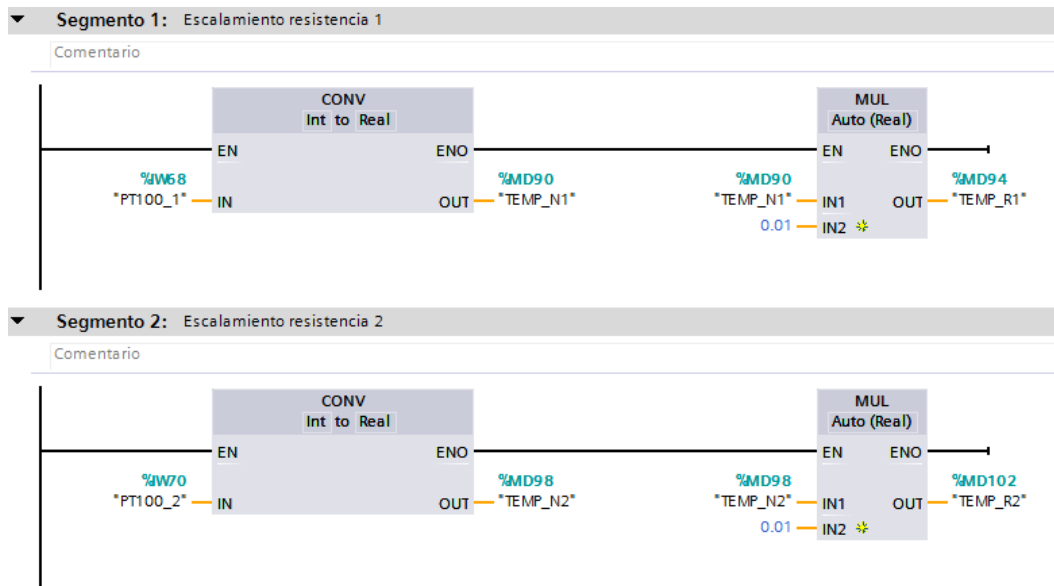 Segmento 1: Escalamiento resistencia 1
Comentario
CONV
Int to Real
MUL
Auto (Real)
EN ENO EN ENO
%IW68 %MD90 %MD90 %MD94
"PT100_1" IN OUT "TEMP_N1" "TEMP_N1" IN1 OUT "TEMP_R1"
0.01 IN2
Segmento 2: Escalamiento resistencia 2
Comentario
CONV
Int to Real
MUL
Auto (Real)
EN ENO EN ENO
%IW70 %MD98 %MD98 %MD102
"PT100_2" IN OUT "TEMP_N2" "TEMP_N2" IN1 OUT "TEMP_R2"
0.01 IN2